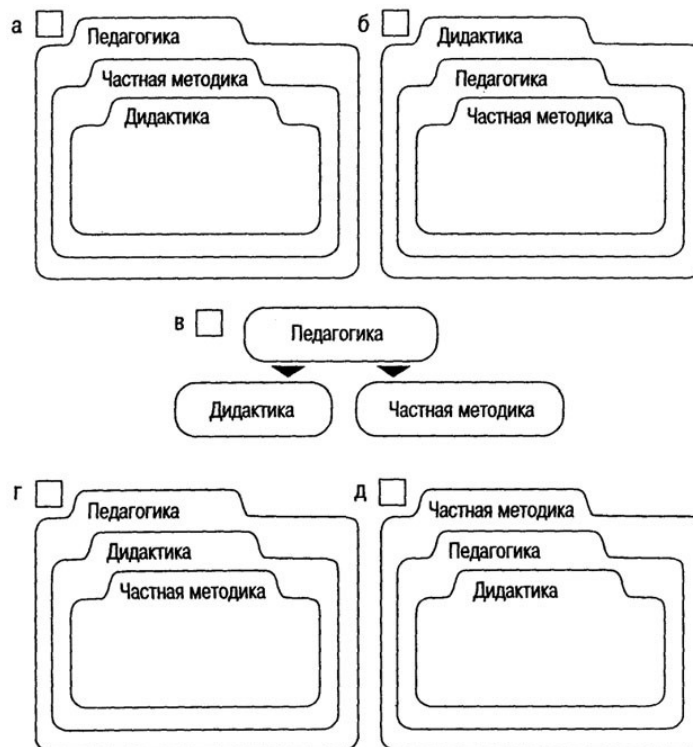 а
Педагогика
Частная методика
Дидактика
б
Дидактика
Педагогика
Частная методика
в
Педагогика
Дидактика
Частная методика
г
Педагогика
Дидактика
Частная методика
д
Частная методика
Педагогика
Дидактика